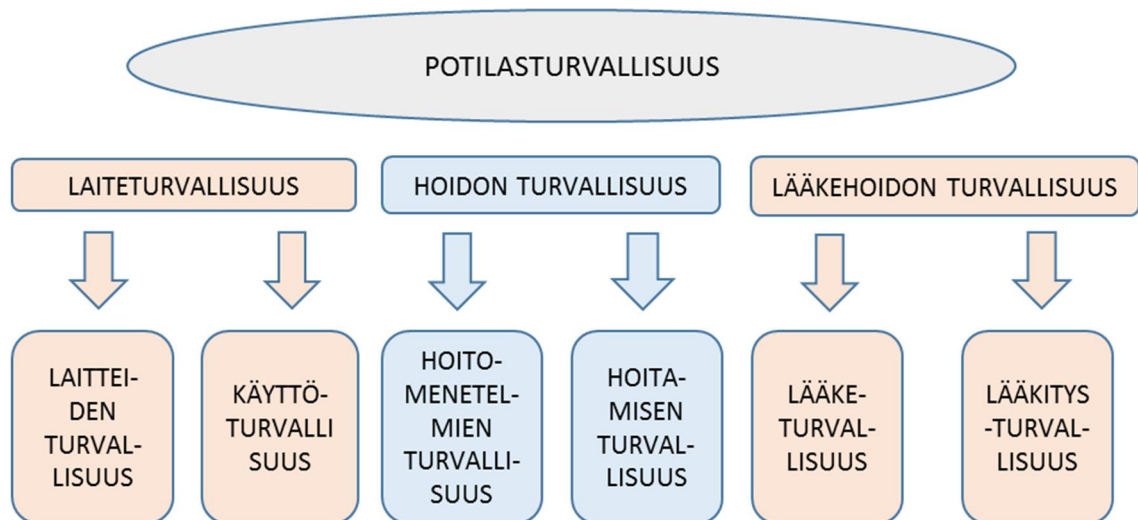 POTILASTURVALLISUUS
LAITETURVALLISUUS
HOIDON TURVALLISUUS
LÄÄKEHOIDON TURVALLISUUS
LAITTEI-
DEN
TURVAL-
LISUUS
KÄYTTÖ-
TURVALLI
SUUS
HOITO-
MENETEL-
MIEN
TURVALLI-
SUUS
HOITA-
MISEN
TURVAL-
LISUUS
LÄÄKE-
TURVAL-
LISUUS
LÄÄKITYS
-TURVAL-
LISUUS